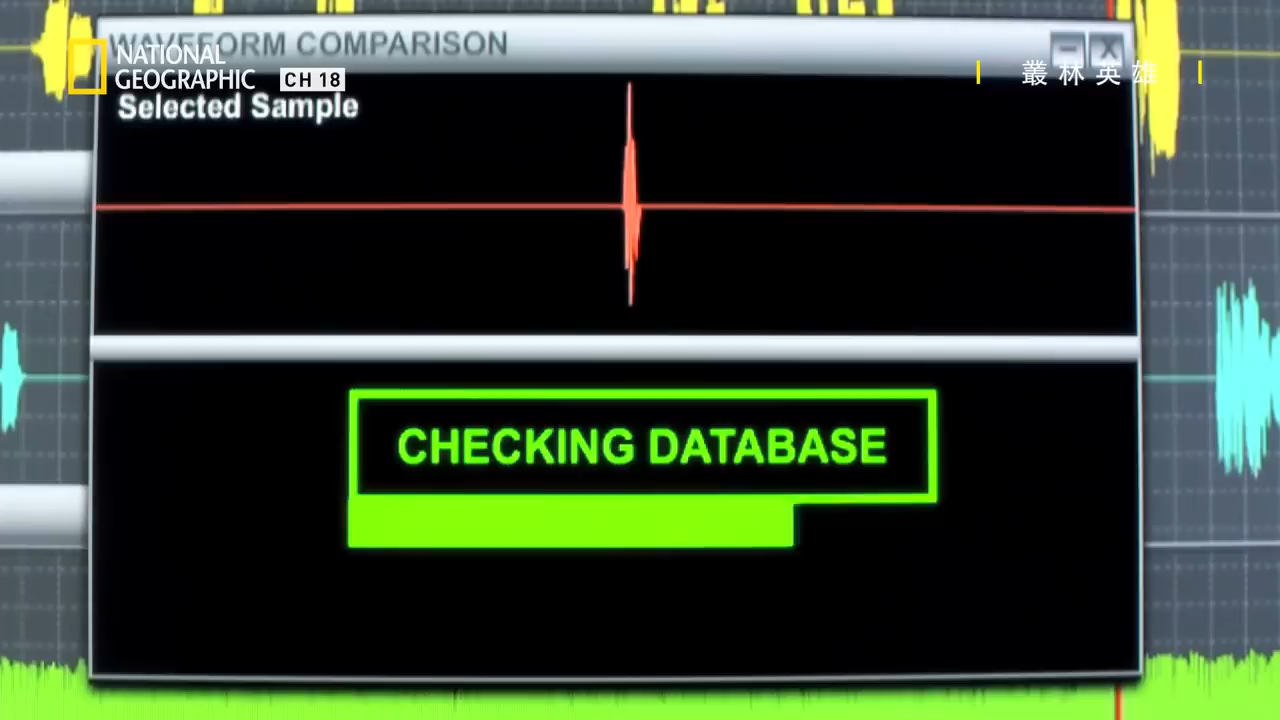 WAVEFORM COMPARISON
NATIONAL
GEOGRAPHIC CH 18
叢林英雄
Selected Sample
CHECKING DATABASE